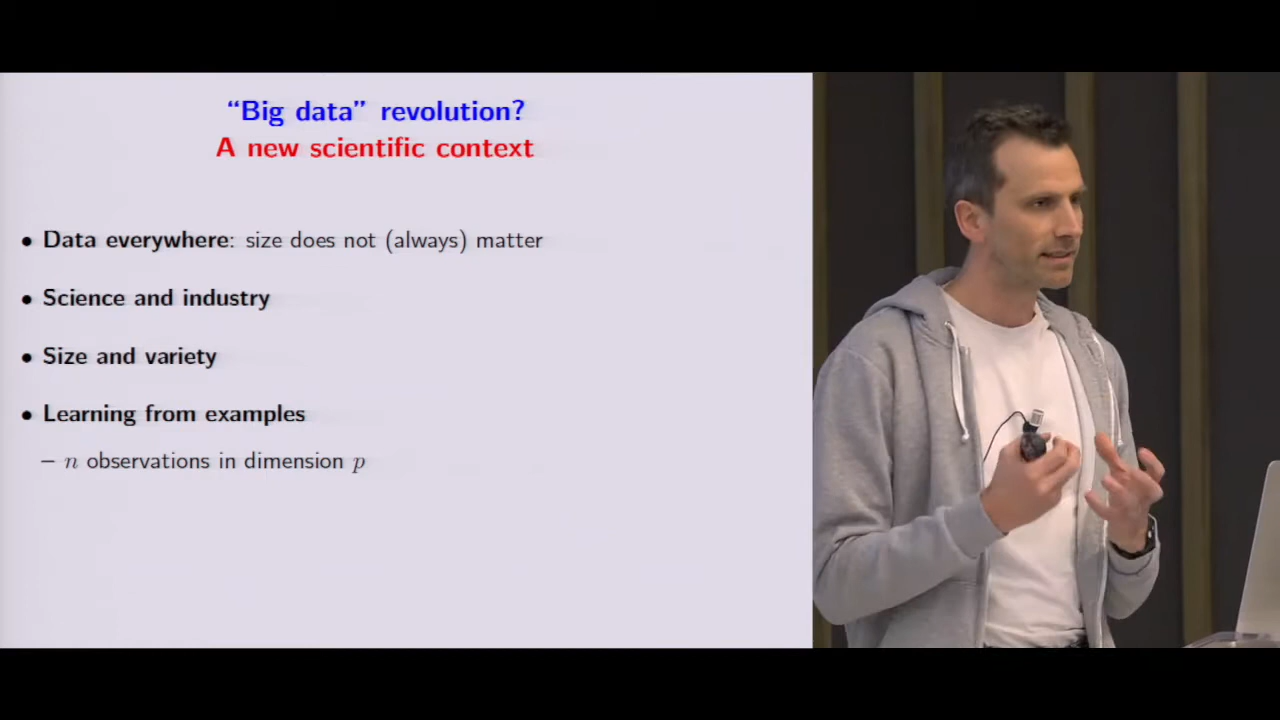 “Big data” revolution?
A new scientific context
• Data everywhere: size does not (always) matter
• Science and industry
• Size and variety
• Learning from examples
– n observations in dimension p